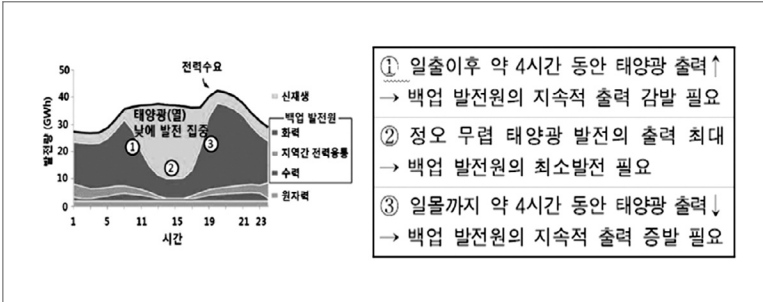 전력수요
발전량 (GWh)
50
40
30
20
10
0
1 5 11 15 19 21 23
시간
태양광(열)
낮에 발전 집중
①
②
③
신재생
백업 발전원
화력
지역간 전력융통
수력
원자력
① 일출이후 약 4시간 동안 태양광 출력↑
→ 백업 발전원의 지속적 출력 감발 필요
② 정오 무렵 태양광 발전의 출력 최대
→ 백업 발전원의 최소발전 필요
③ 일몰까지 약 4시간 동안 태양광 출력↓
→ 백업 발전원의 지속적 출력 증발 필요